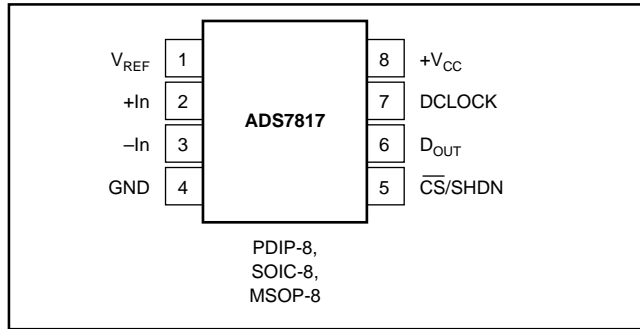 V_REF 1 8 +V_CC
+In 2 7 DCLOCK
ADS7817
–In 3 6 D_OUT
GND 4 5 C̅S̅/SHDN
PDIP-8,
SOIC-8,
MSOP-8